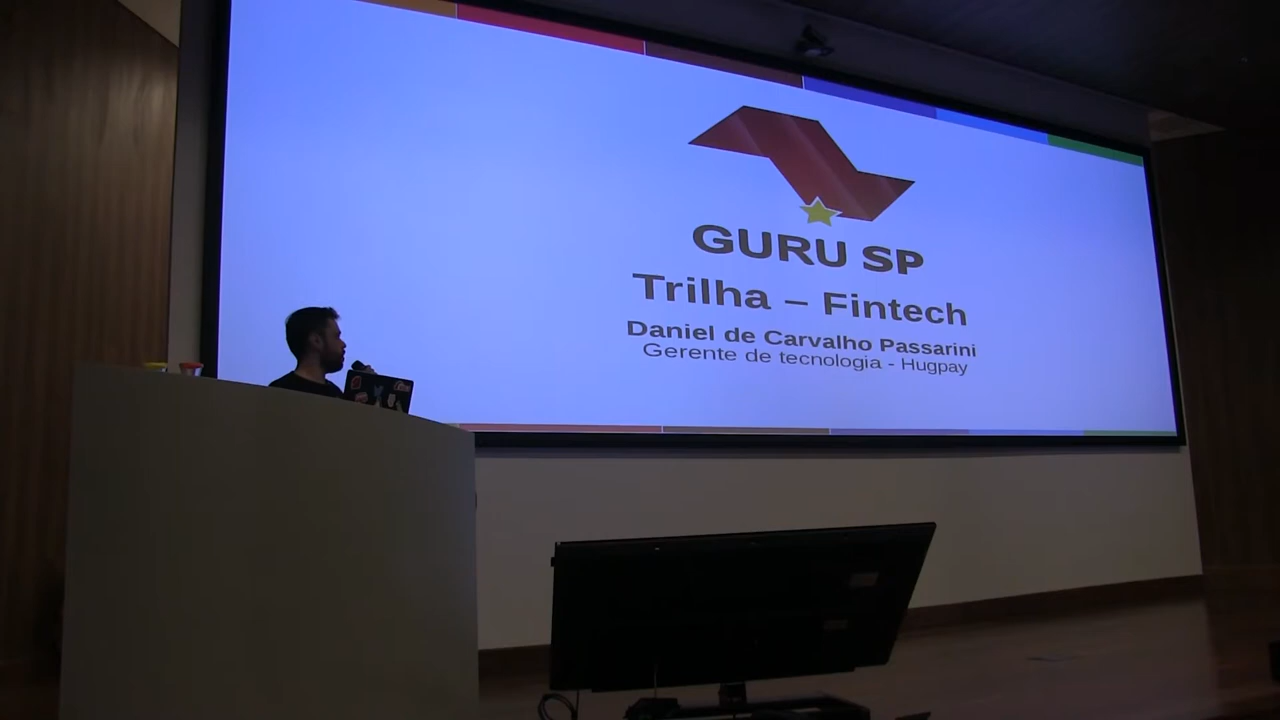 GURU SP
Trilha – Fintech
Daniel de Carvalho Passarini
Gerente de tecnologia - Hugpay